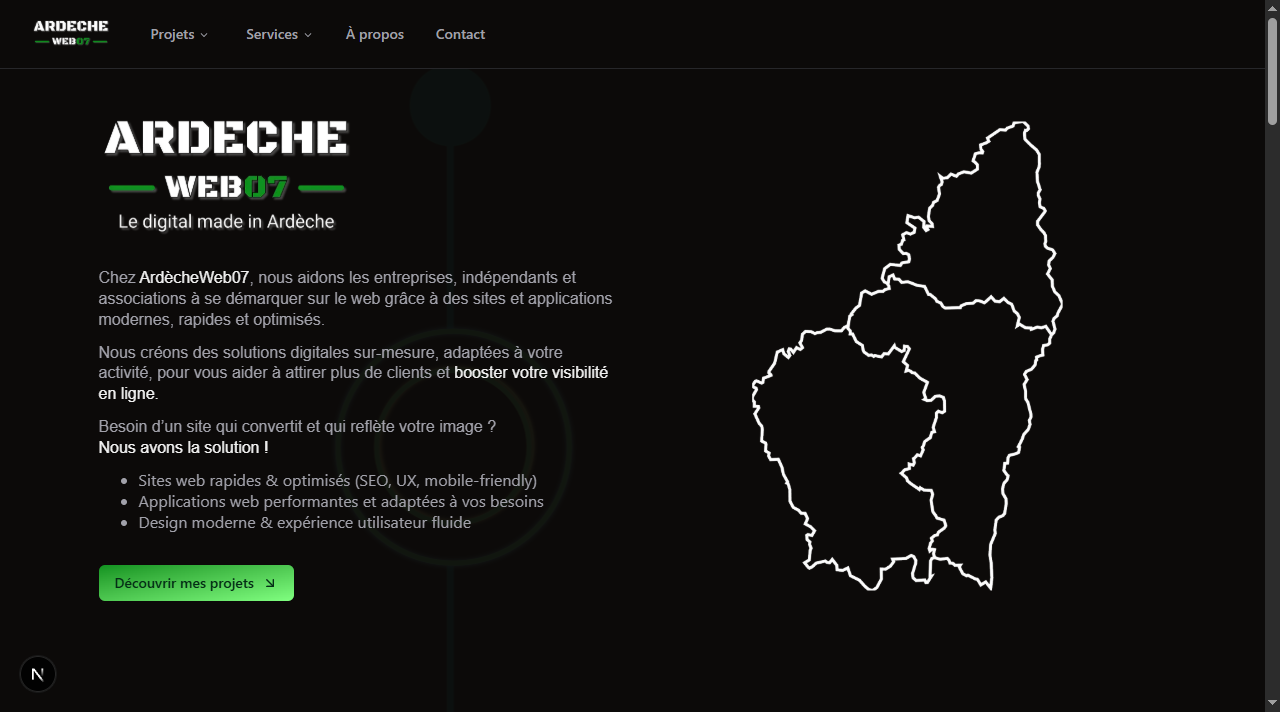 ARDECHE
WEB07
Projets
Services
À propos
Contact
ARDECHE
WEB07
Le digital made in Ardèche
Chez ArdècheWeb07, nous aidons les entreprises, indépendants et
associations à se démarquer sur le web grâce à des sites et applications
modernes, rapides et optimisés.
Nous créons des solutions digitales sur-mesure, adaptées à votre
activité, pour vous aider à attirer plus de clients et booster votre visibilité
en ligne.
Besoin d’un site qui convertit et qui reflète votre image ?
Nous avons la solution !
Sites web rapides & optimisés (SEO, UX, mobile-friendly)
Applications web performantes et adaptées à vos besoins
Design moderne & expérience utilisateur fluide
Découvrir mes projets
N